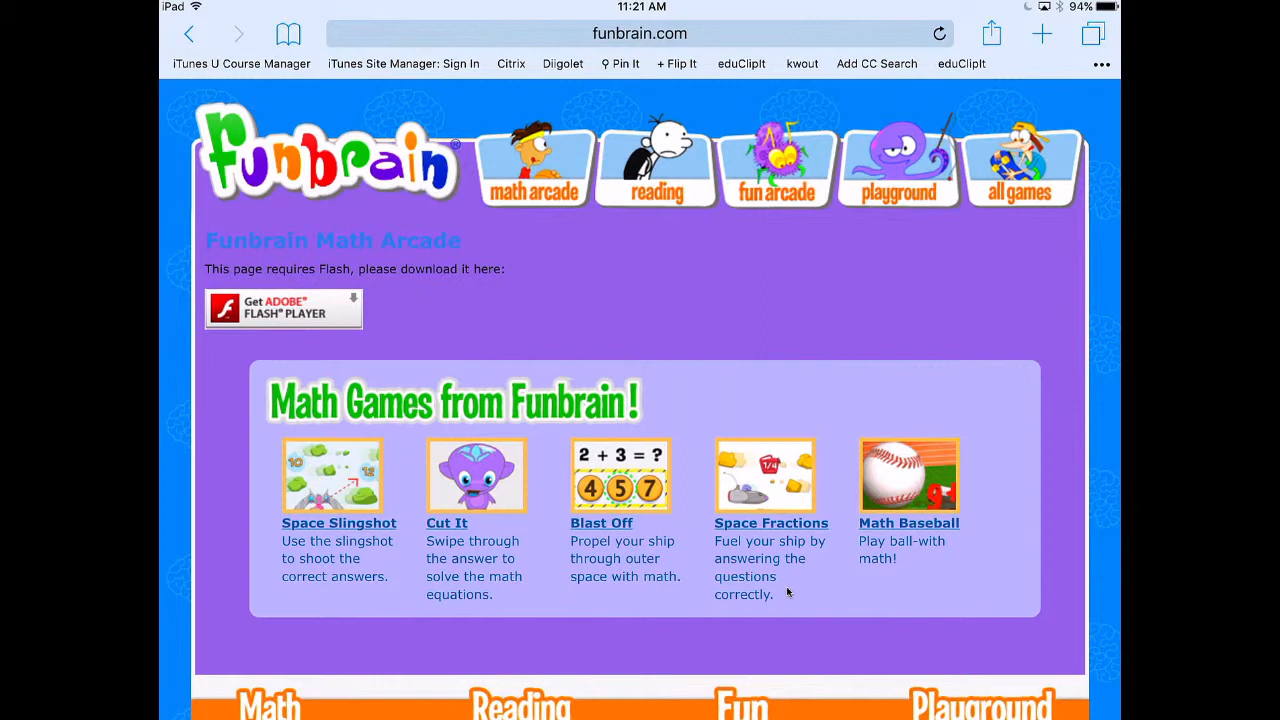 iPad 11:21 AM 94%
funbrain.com
iTunes U Course Manager iTunes Site Manager: Sign In Citrix Diigolet Pin It + Flip It eduClipIt kwout Add CC Search eduClipIt •••
funbrain®
math arcade reading fun arcade playground all games
Funbrain Math Arcade
This page requires Flash, please download it here:
Get ADOBE®
FLASH® PLAYER
Math Games from Funbrain!
10 12
2 + 3 = ?
4 5 7
1/4
9
Space Slingshot
Use the slingshot
to shoot the
correct answers.
Cut It
Swipe through
the answer to
solve the math
equations.
Blast Off
Propel your ship
through outer
space with math.
Space Fractions
Fuel your ship by
answering the
questions
correctly.
Math Baseball
Play ball-with
math!
Math Reading Fun Playground